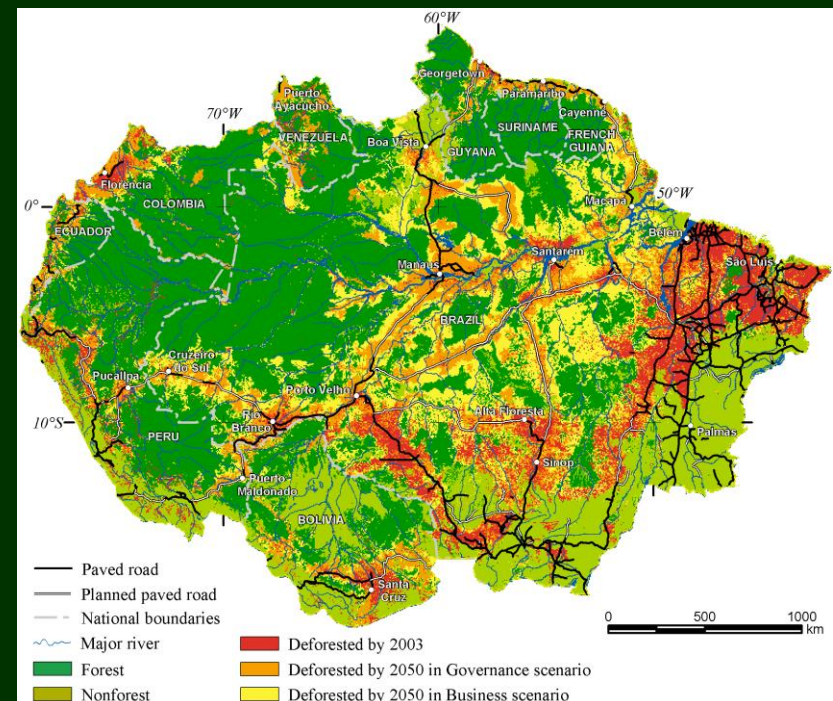 60°W
Georgetown
Paramaribo
Puerto
Ayacucho
Cayenne
70°W
SURINAME
VENEZUELA
FRENCH
GUIANA
Boa Vista
GUYANA
Florencia
50°W
Macapa
0°
COLOMBIA
ECUADOR
Belém
Santarem
São Luis
Manaus
BRAZIL
Cruzeiro
do Sul
Pucallpa
Porto Velho
Alta Floresta
10°S
Rio
Branco
Palmas
PERU
Sinop
Puerto
Maldonado
BOLIVIA
Santa
Cruz
Paved road
Planned paved road
National boundaries
Major river
Forest
Nonforest
Deforested by 2003
Deforested by 2050 in Governance scenario
Deforested by 2050 in Business scenario
0 500 1000
km